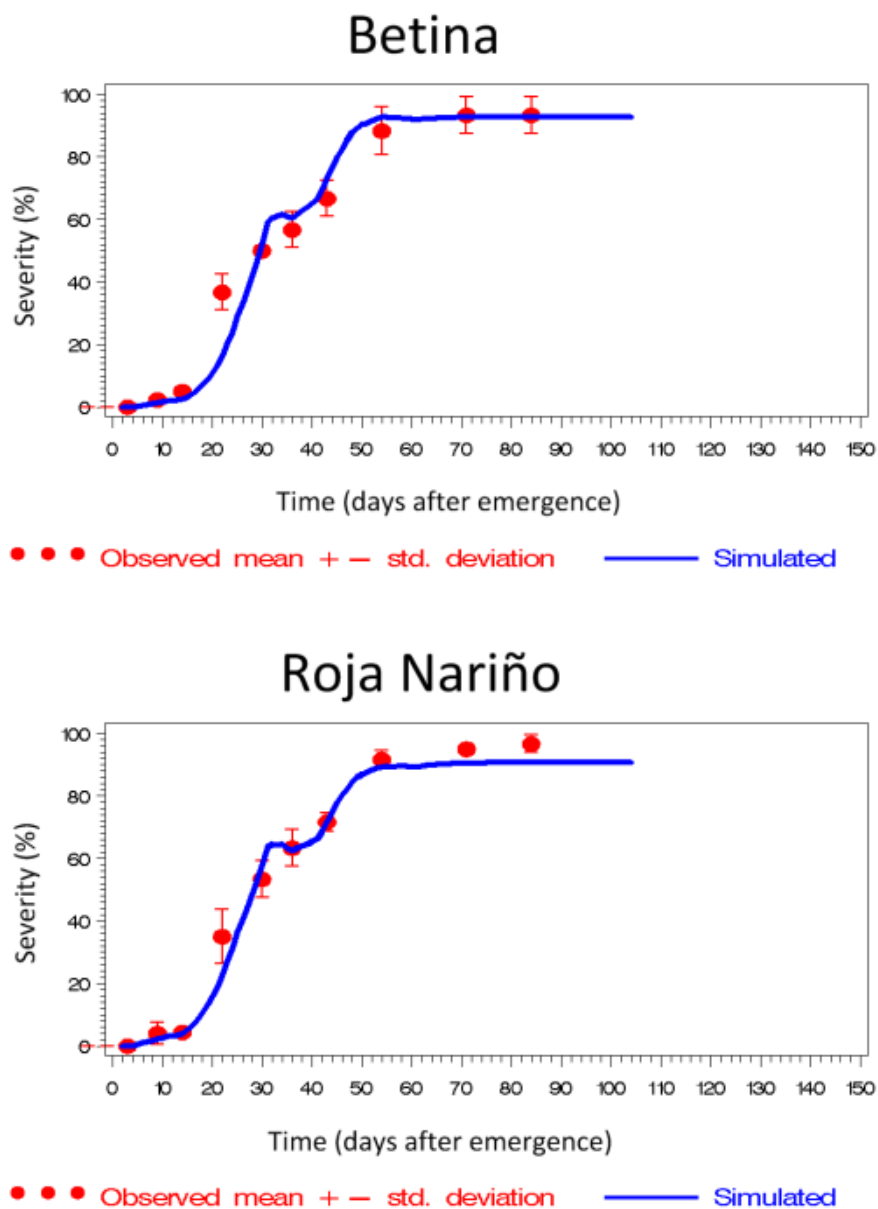 Betina
100
80
60
40
20
0
Severity (%)
0 10 20 30 40 50 60 70 80 90 100 110 120 130 140 150
Time (days after emergence)
Observed mean + − std. deviation Simulated
Roja Nariño
100
80
60
40
20
0
Severity (%)
0 10 20 30 40 50 60 70 80 90 100 110 120 130 140 150
Time (days after emergence)
Observed mean + − std. deviation Simulated